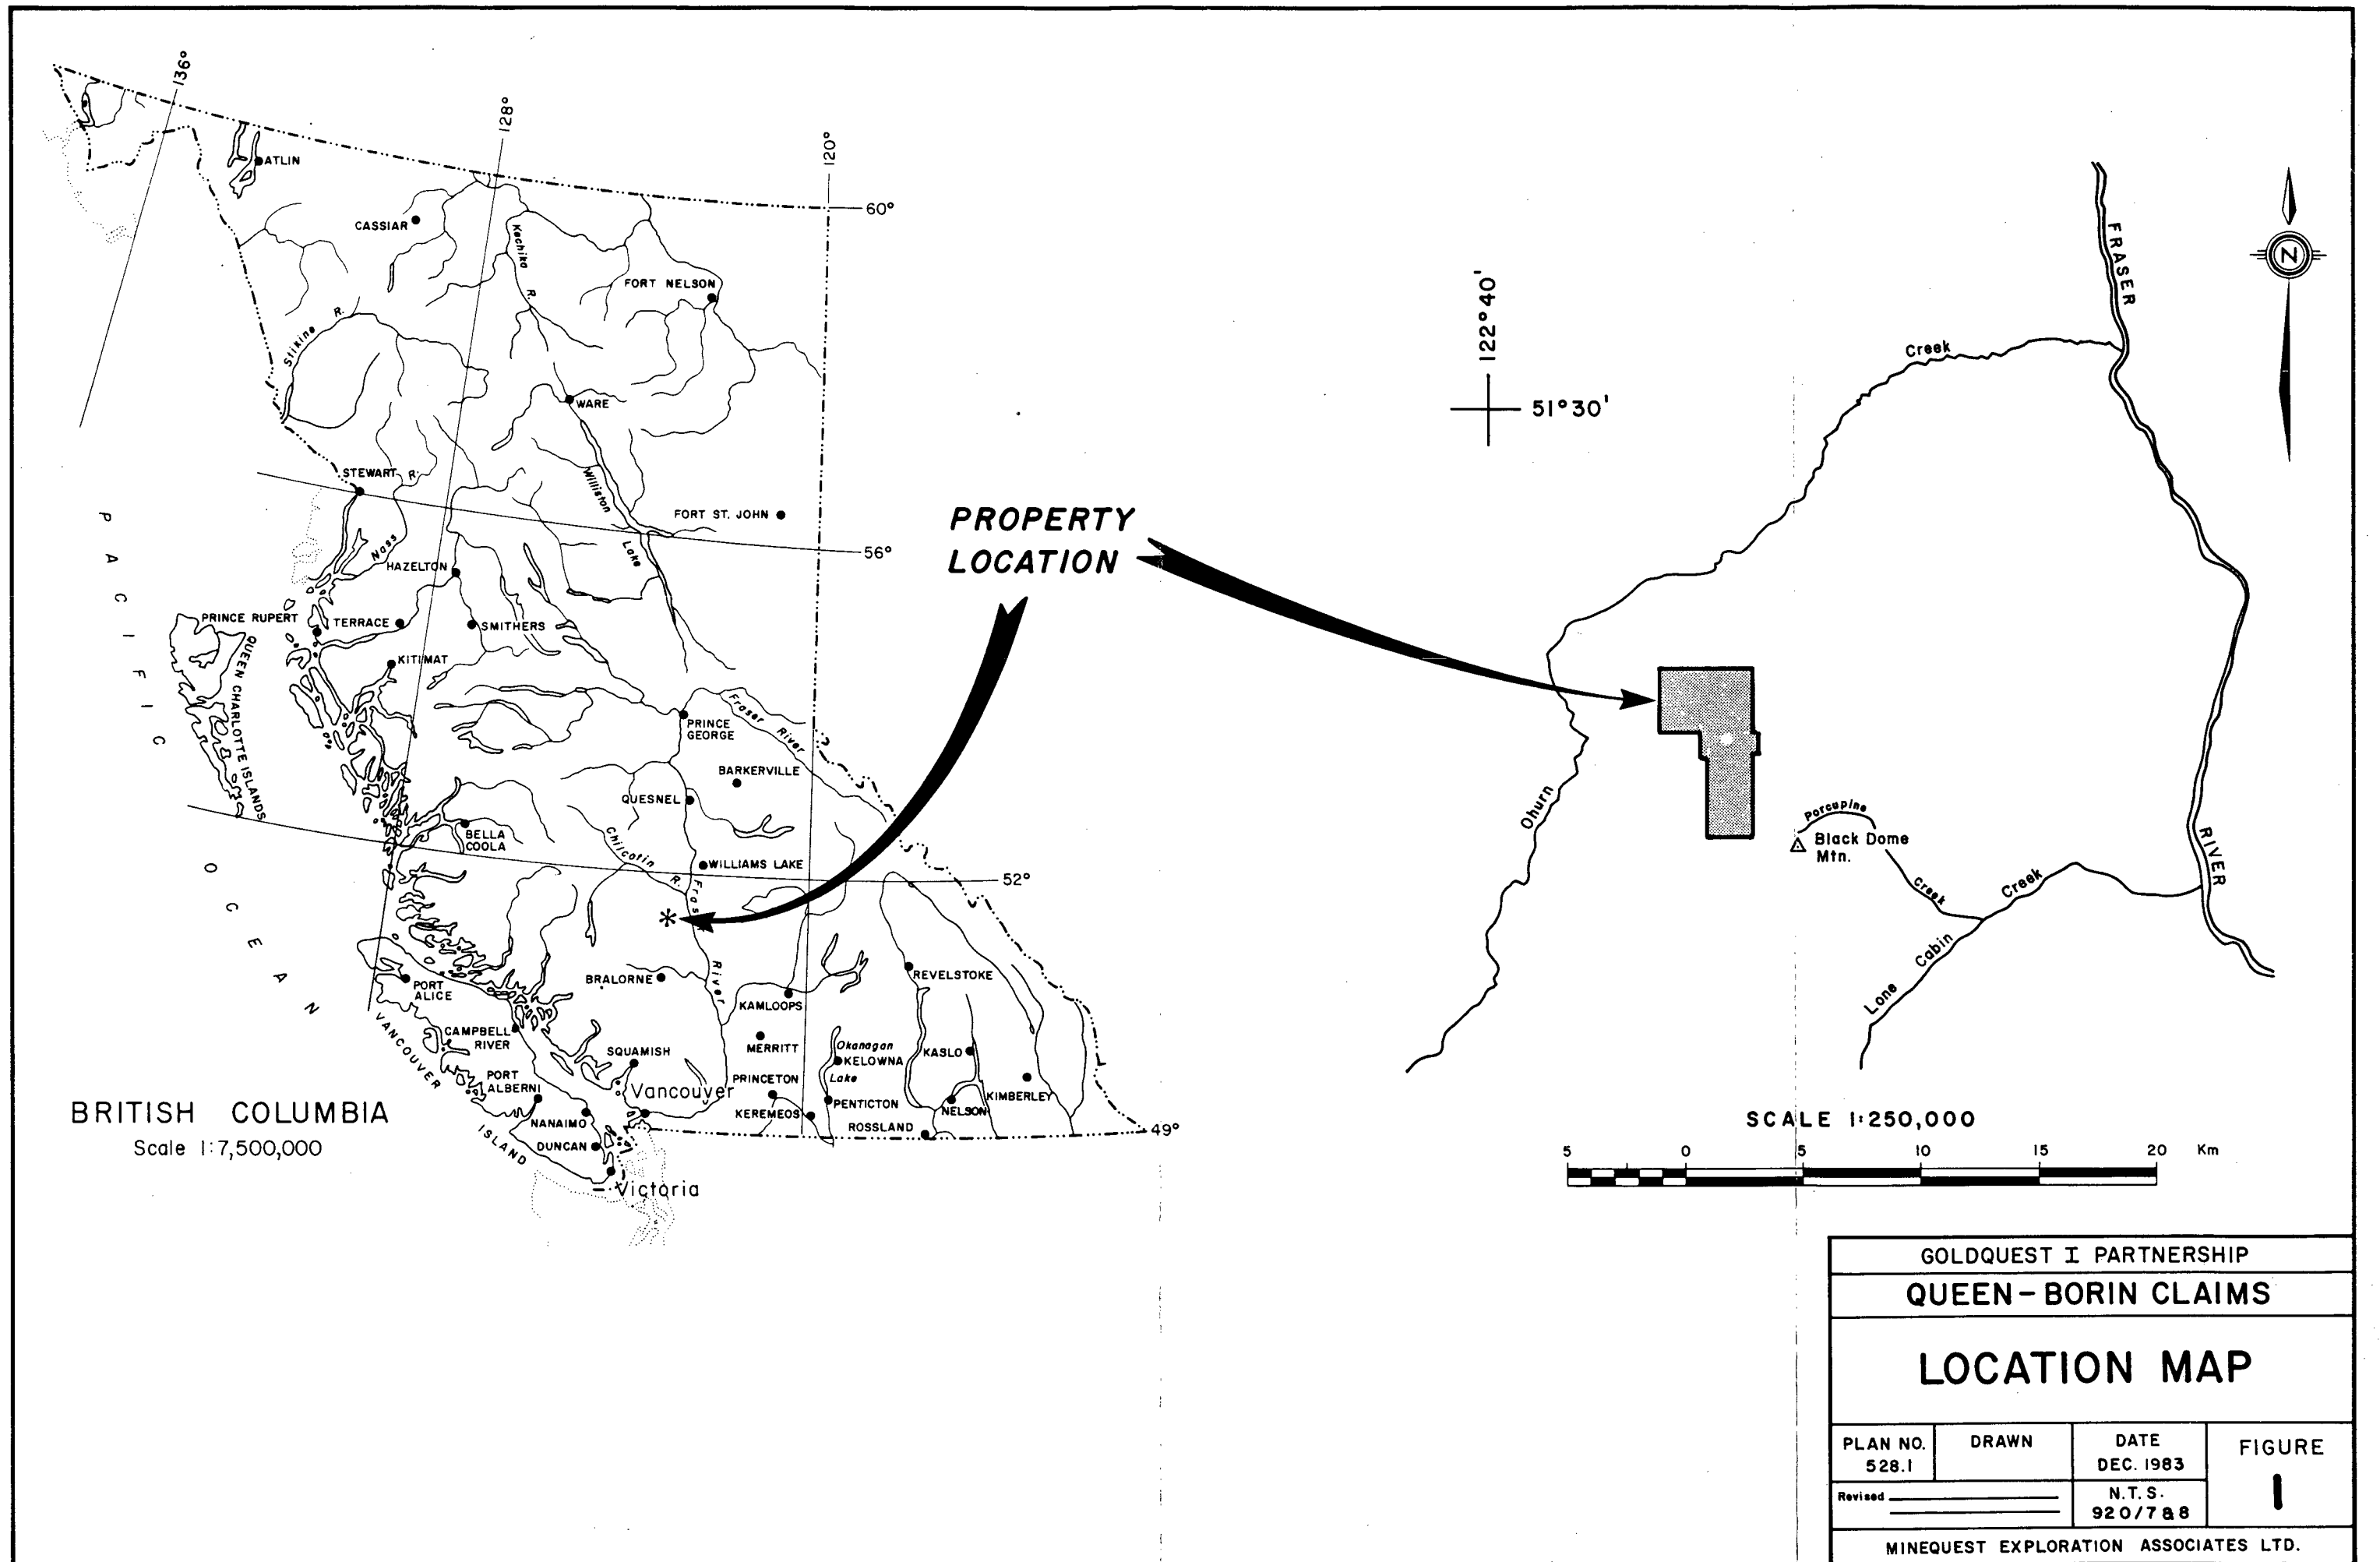 136°
128°
120°
ATLIN
60°
CASSIAR
Kechika
R.
FORT NELSON
Stikine R.
WARE
STEWART
R.
Williston
Lake
FORT ST. JOHN
56°
Nass
HAZELTON
PRINCE RUPERT
TERRACE
SMITHERS
KITIMAT
QUEEN CHARLOTTE ISLANDS
PACIFIC
OCEAN
PRINCE
GEORGE
Fraser
River
BARKERVILLE
QUESNEL
BELLA
COOLA
Chilcotin
R.
WILLIAMS LAKE
52°
Fras
River
*
BRALORNE
REVELSTOKE
PORT
ALICE
KAMLOOPS
VANCOUVER
ISLAND
CAMPBELL
RIVER
MERRITT
Okanagan
Lake
KELOWNA
KASLO
SQUAMISH
PORT
ALBERNI
Vancouver
PRINCETON
PENTICTON
KIMBERLEY
NELSON
KEREMEOS
NANAIMO
ROSSLAND
49°
DUNCAN
Victoria
BRITISH COLUMBIA
Scale 1:7,500,000
PROPERTY
LOCATION
122°40'
51°30'
FRASER
RIVER
N
Creek
Churn
Porcupine
Creek
Black Dome
Mtn.
Lone Cabin Creek
SCALE 1:250,000
5 0 5 10 15 20 Km
GOLDQUEST I PARTNERSHIP
QUEEN-BORIN CLAIMS
LOCATION MAP
PLAN NO.
528.1
DRAWN
DATE
DEC. 1983
FIGURE
1
Revised
N.T.S.
920/7&8
MINEQUEST EXPLORATION ASSOCIATES LTD.